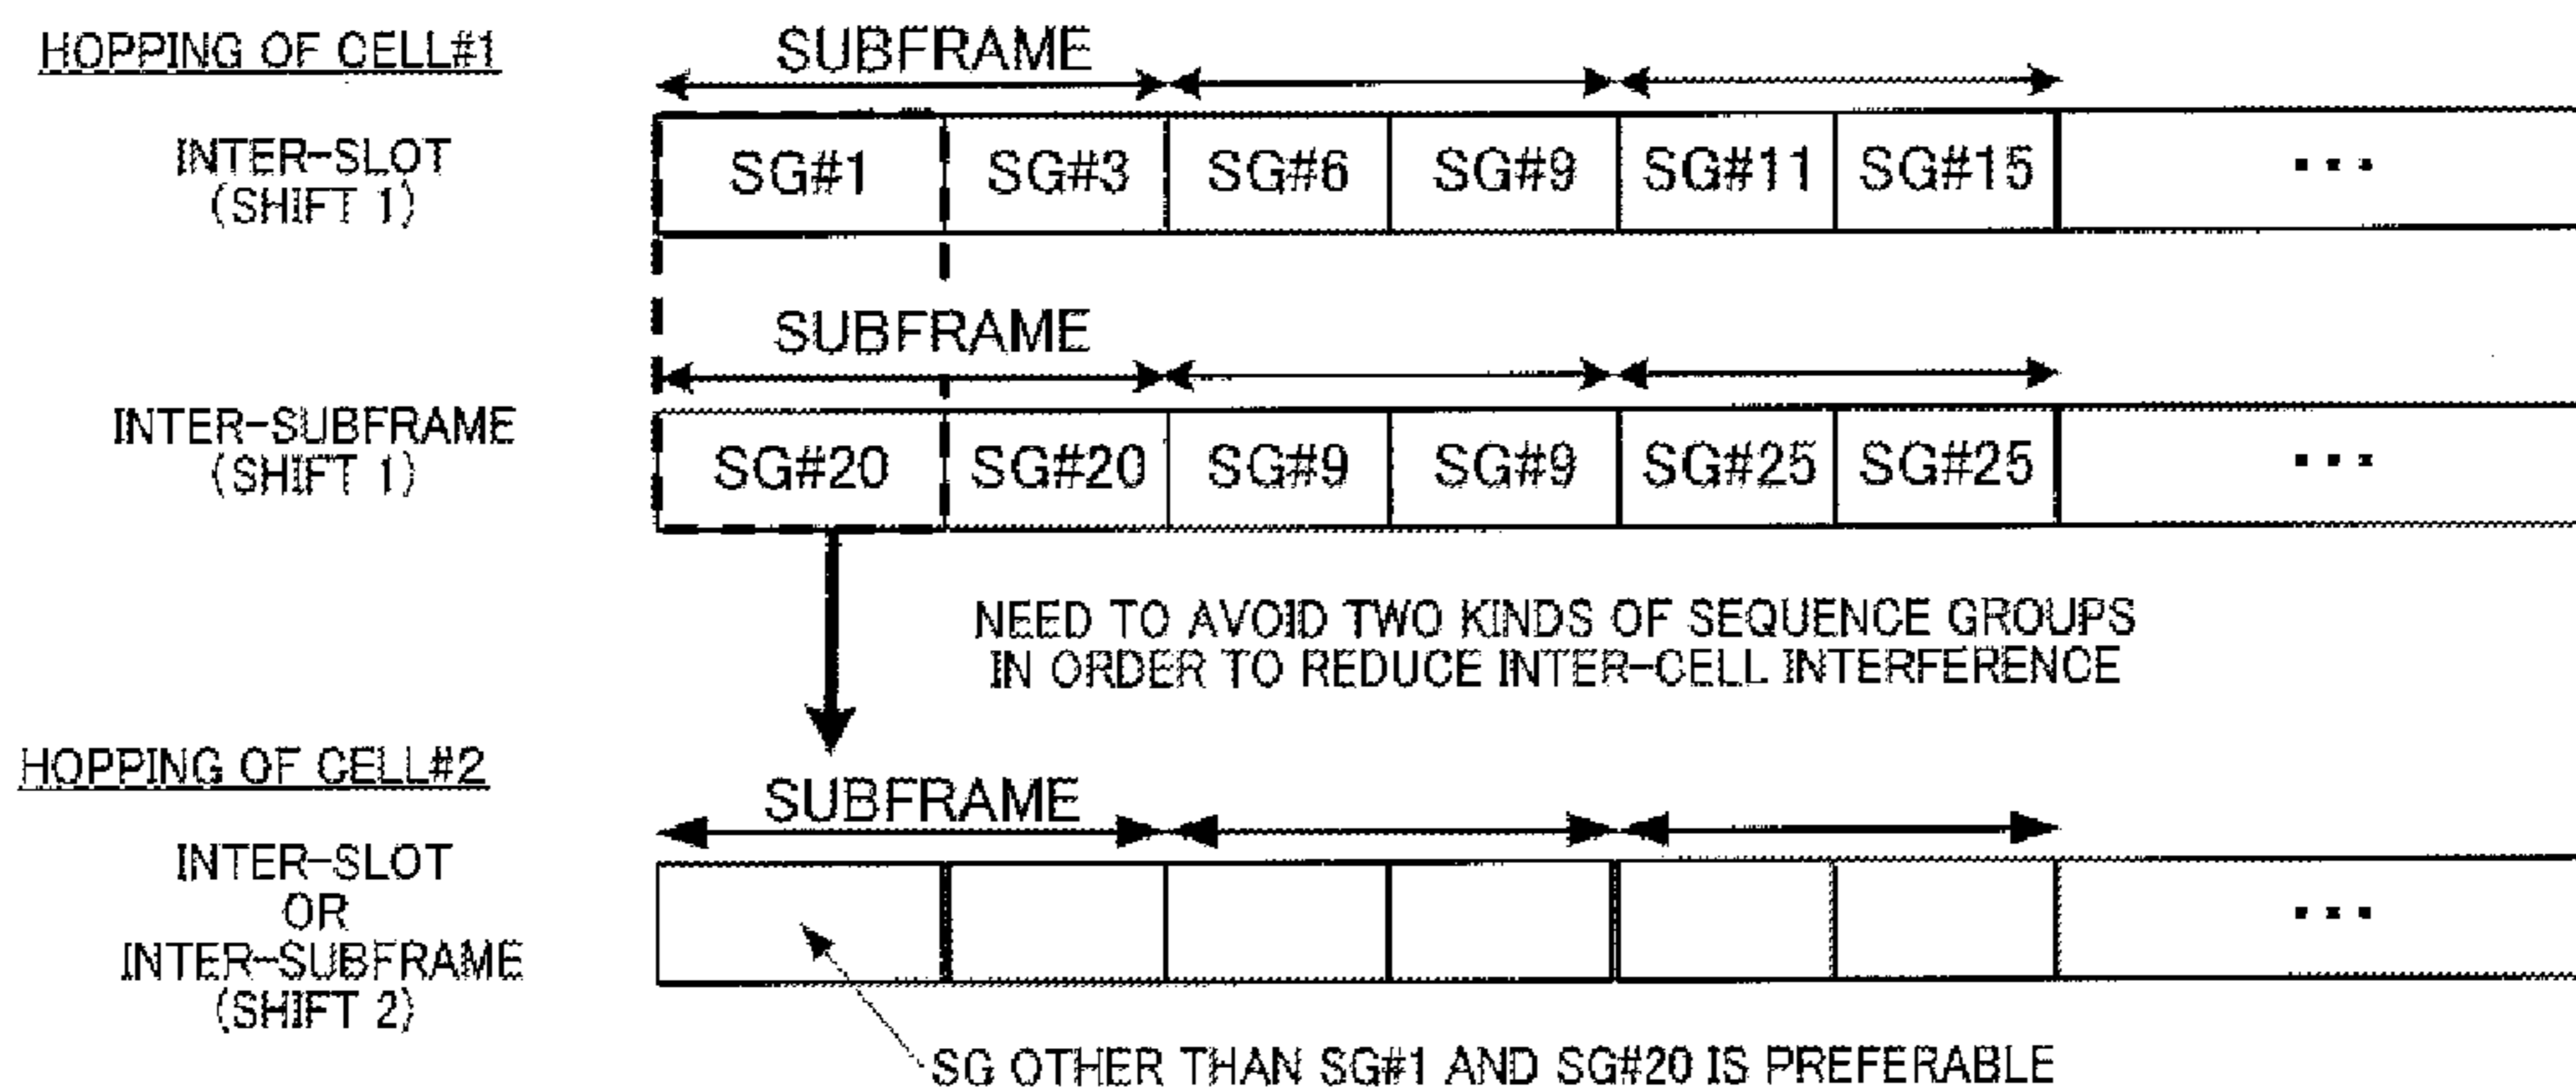 HOPPING OF CELL#1
SUBFRAME
INTER-SLOT
(SHIFT 1)
SG#1 SG#3 SG#6 SG#9 SG#11 SG#15 ...
SUBFRAME
INTER-SUBFRAME
(SHIFT 1)
SG#20 SG#20 SG#9 SG#9 SG#25 SG#25 ...
NEED TO AVOID TWO KINDS OF SEQUENCE GROUPS
IN ORDER TO REDUCE INTER-CELL INTERFERENCE
HOPPING OF CELL#2
SUBFRAME
INTER-SLOT
OR
INTER-SUBFRAME
(SHIFT 2)
...
SG OTHER THAN SG#1 AND SG#20 IS PREFERABLE